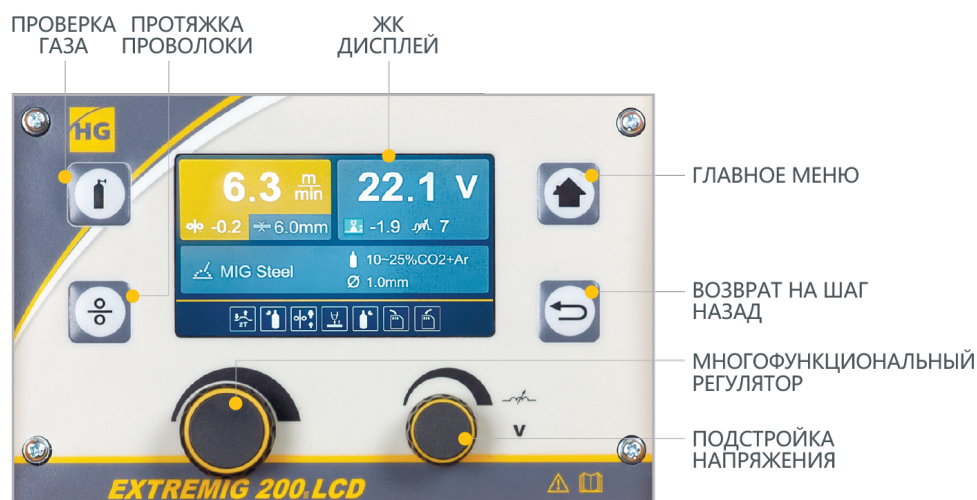 ПРОВЕРКА
ГАЗА
ПРОТЯЖКА
ПРОВОЛОКИ
ЖК
ДИСПЛЕЙ
HG
6.3 m/min
22.1 V
-0.2
6.0mm
-1.9
7
MIG Steel
10~25%CO2+Ar
Ø 1.0mm
2T
ГЛАВНОЕ МЕНЮ
ВОЗВРАТ НА ШАГ
НАЗАД
МНОГОФУНКЦИОНАЛЬНЫЙ
РЕГУЛЯТОР
V
ПОДСТРОЙКА
НАПРЯЖЕНИЯ
EXTREMIG 200 LCD